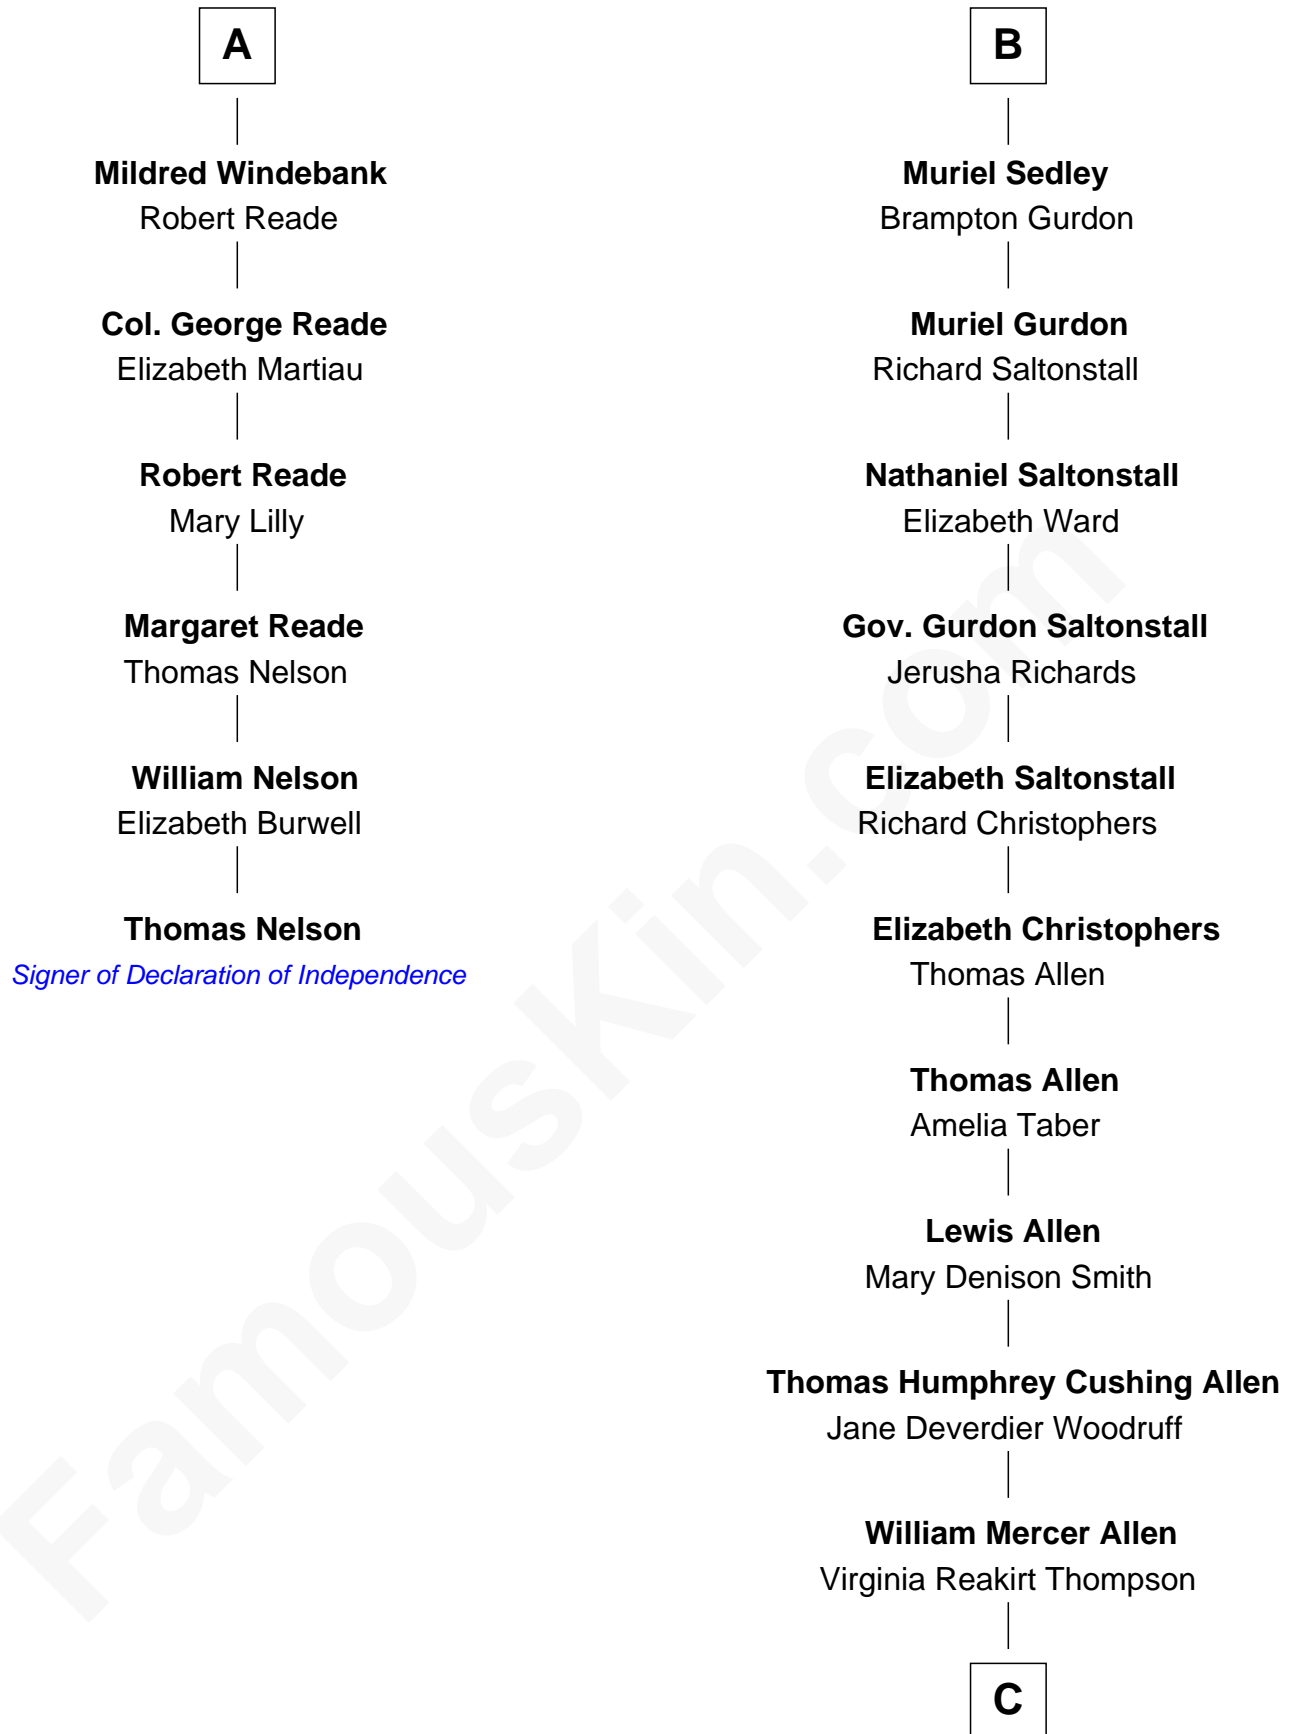 A
Mildred Windebank
Robert Reade
Col. George Reade
Elizabeth Martiau
Robert Reade
Mary Lilly
Margaret Reade
Thomas Nelson
William Nelson
Elizabeth Burwell
Thomas Nelson
Signer of Declaration of Independence
B
Muriel Sedley
Brampton Gurdon
Muriel Gurdon
Richard Saltonstall
Nathaniel Saltonstall
Elizabeth Ward
Gov. Gurdon Saltonstall
Jerusha Richards
Elizabeth Saltonstall
Richard Christophers
Elizabeth Christophers
Thomas Allen
Thomas Allen
Amelia Taber
Lewis Allen
Mary Denison Smith
Thomas Humphrey Cushing Allen
Jane Deverdier Woodruff
William Mercer Allen
Virginia Reakirt Thompson
C
FamousKin.com